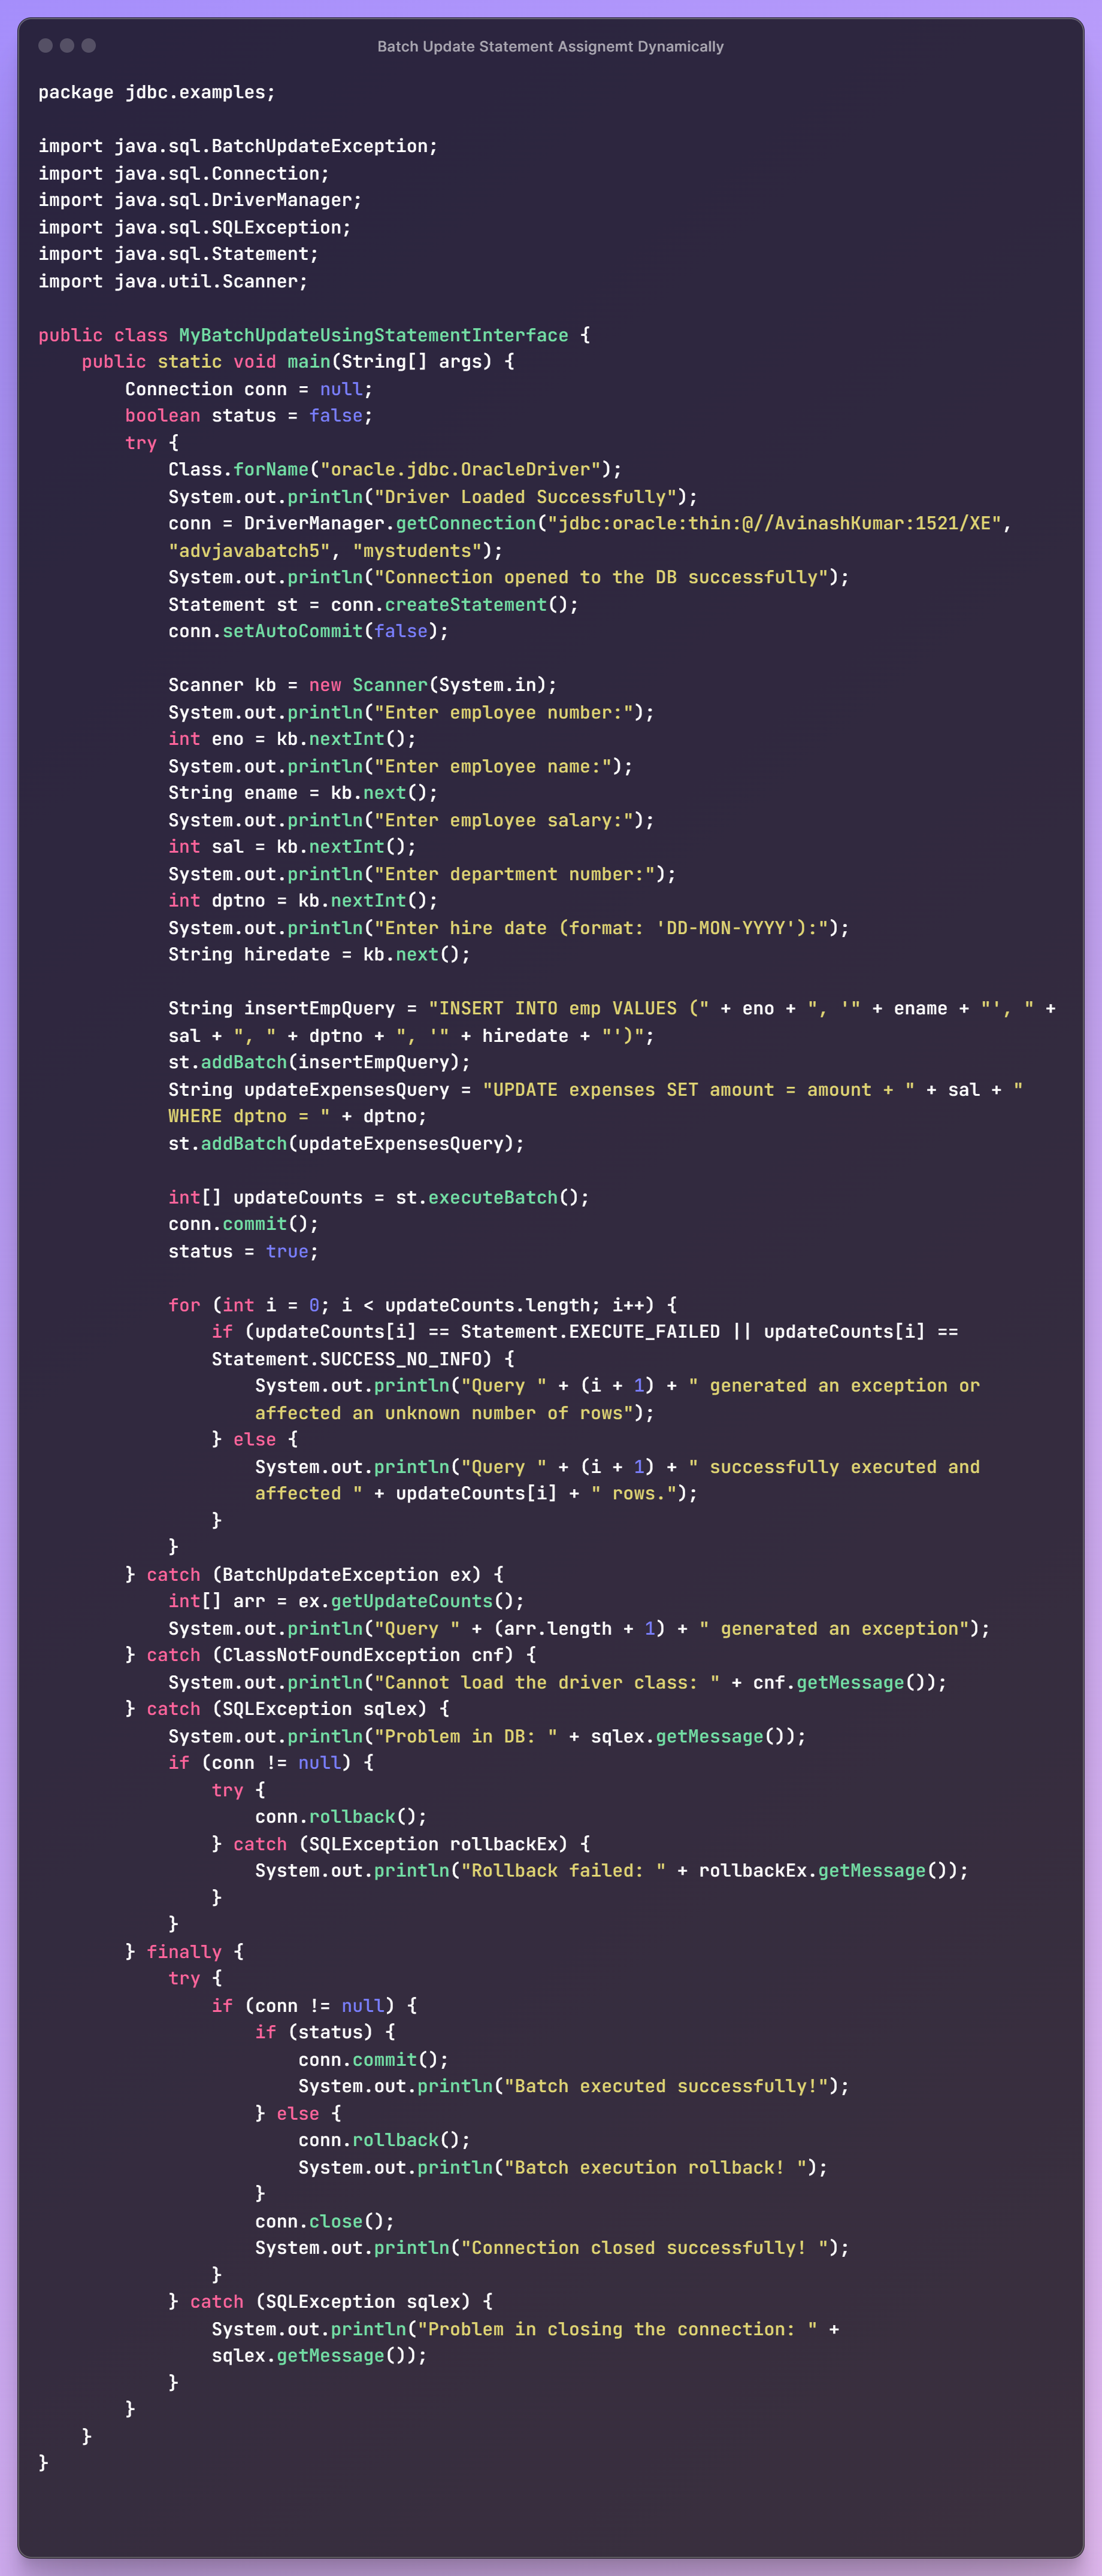 Batch Update Statement Assignemt Dynamically
package jdbc.examples;

import java.sql.BatchUpdateException;
import java.sql.Connection;
import java.sql.DriverManager;
import java.sql.SQLException;
import java.sql.Statement;
import java.util.Scanner;

public class MyBatchUpdateUsingStatementInterface {
    public static void main(String[] args) {
        Connection conn = null;
        boolean status = false;
        try {
            Class.forName("oracle.jdbc.OracleDriver");
            System.out.println("Driver Loaded Successfully");
            conn = DriverManager.getConnection("jdbc:oracle:thin:@//AvinashKumar:1521/XE",
            "advjavabatch5", "mystudents");
            System.out.println("Connection opened to the DB successfully");
            Statement st = conn.createStatement();
            conn.setAutoCommit(false);

            Scanner kb = new Scanner(System.in);
            System.out.println("Enter employee number:");
            int eno = kb.nextInt();
            System.out.println("Enter employee name:");
            String ename = kb.next();
            System.out.println("Enter employee salary:");
            int sal = kb.nextInt();
            System.out.println("Enter department number:");
            int dptno = kb.nextInt();
            System.out.println("Enter hire date (format: 'DD-MON-YYYY'):");
            String hiredate = kb.next();

            String insertEmpQuery = "INSERT INTO emp VALUES (" + eno + ", '" + ename + "', " +
            sal + ", " + dptno + ", '" + hiredate + "')";
            st.addBatch(insertEmpQuery);
            String updateExpensesQuery = "UPDATE expenses SET amount = amount + " + sal + "
            WHERE dptno = " + dptno;
            st.addBatch(updateExpensesQuery);

            int[] updateCounts = st.executeBatch();
            conn.commit();
            status = true;

            for (int i = 0; i < updateCounts.length; i++) {
                if (updateCounts[i] == Statement.EXECUTE_FAILED || updateCounts[i] ==
                Statement.SUCCESS_NO_INFO) {
                    System.out.println("Query " + (i + 1) + " generated an exception or
                    affected an unknown number of rows");
                } else {
                    System.out.println("Query " + (i + 1) + " successfully executed and
                    affected " + updateCounts[i] + " rows.");
                }
            }
        } catch (BatchUpdateException ex) {
            int[] arr = ex.getUpdateCounts();
            System.out.println("Query " + (arr.length + 1) + " generated an exception");
        } catch (ClassNotFoundException cnf) {
            System.out.println("Cannot load the driver class: " + cnf.getMessage());
        } catch (SQLException sqlex) {
            System.out.println("Problem in DB: " + sqlex.getMessage());
            if (conn != null) {
                try {
                    conn.rollback();
                } catch (SQLException rollbackEx) {
                    System.out.println("Rollback failed: " + rollbackEx.getMessage());
                }
            }
        } finally {
            try {
                if (conn != null) {
                    if (status) {
                        conn.commit();
                        System.out.println("Batch executed successfully!");
                    } else {
                        conn.rollback();
                        System.out.println("Batch execution rollback! ");
                    }
                    conn.close();
                    System.out.println("Connection closed successfully! ");
                }
            } catch (SQLException sqlex) {
                System.out.println("Problem in closing the connection: " +
                sqlex.getMessage());
            }
        }
    }
}